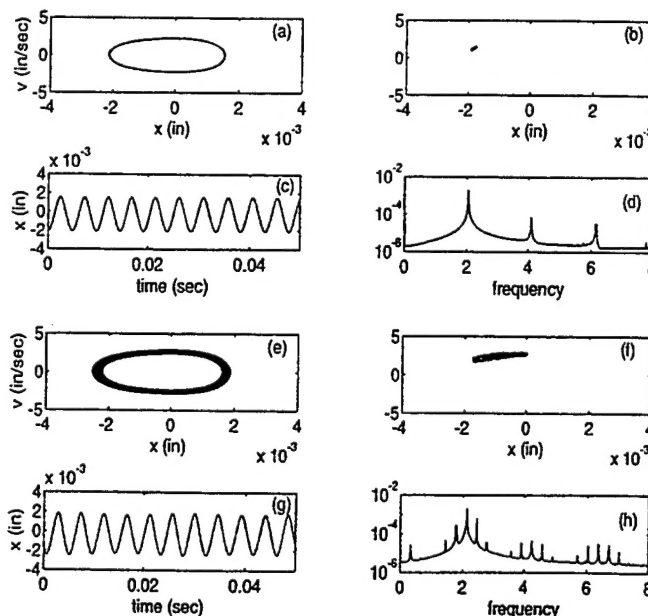 5
0
-5
v (in/sec)
(a)
-4 -2 0 2 4
x (in) x 10⁻³
5
0
-5
(b)
-4 -2 0 2 4
x (in) x 10⁻³
x 10⁻³
4
2
0
-2
-4
x (in)
(c)
0 0.02 0.04
time (sec)
10⁻²
10⁻⁴
10⁻⁶
(d)
0 2 4 6 8
frequency
5
0
-5
v (in/sec)
(e)
-4 -2 0 2 4
x (in) x 10⁻³
5
0
-5
(f)
-4 -2 0 2 4
x (in) x 10⁻³
x 10⁻³
4
2
0
-2
-4
x (in)
(g)
0 0.02 0.04
time (sec)
10⁻²
10⁻⁴
10⁻⁶
(h)
0 2 4 6 8
frequency